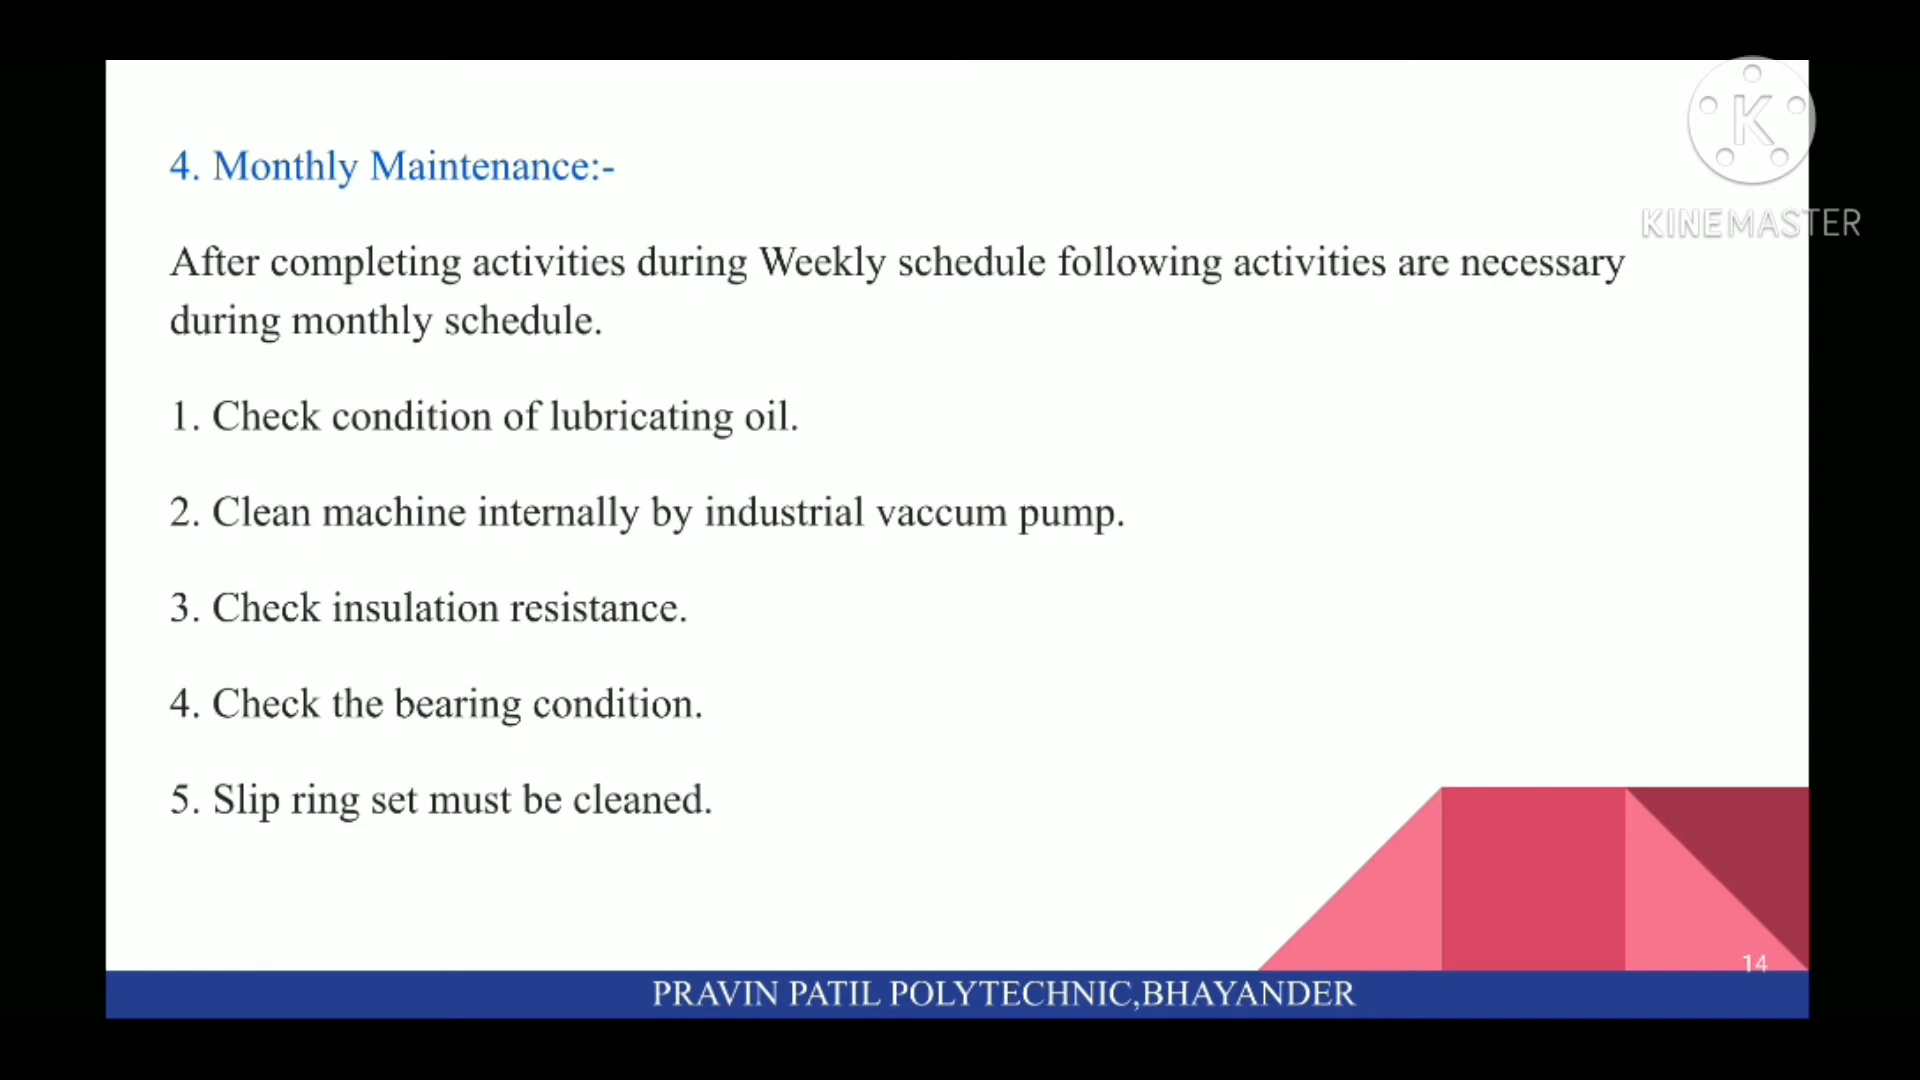 K
KINEMASTER
4. Monthly Maintenance:-
After completing activities during Weekly schedule following activities are necessary
during monthly schedule.
1. Check condition of lubricating oil.
2. Clean machine internally by industrial vaccum pump.
3. Check insulation resistance.
4. Check the bearing condition.
5. Slip ring set must be cleaned.
14
PRAVIN PATIL POLYTECHNIC,BHAYANDER